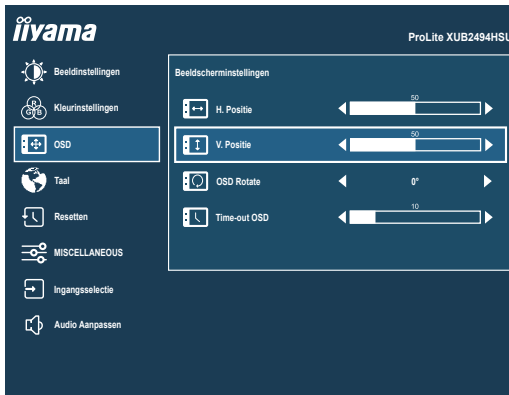 iiyama
ProLite XUB2494HSU
Beeldinstellingen
Kleurinstellingen
R
G B
OSD
Taal
Resetten
MISCELLANEOUS
Ingangsselectie
Audio Aanpassen
Beeldscherminstellingen
H. Positie
50
V. Positie
50
OSD Rotate
0°
Time-out OSD
10